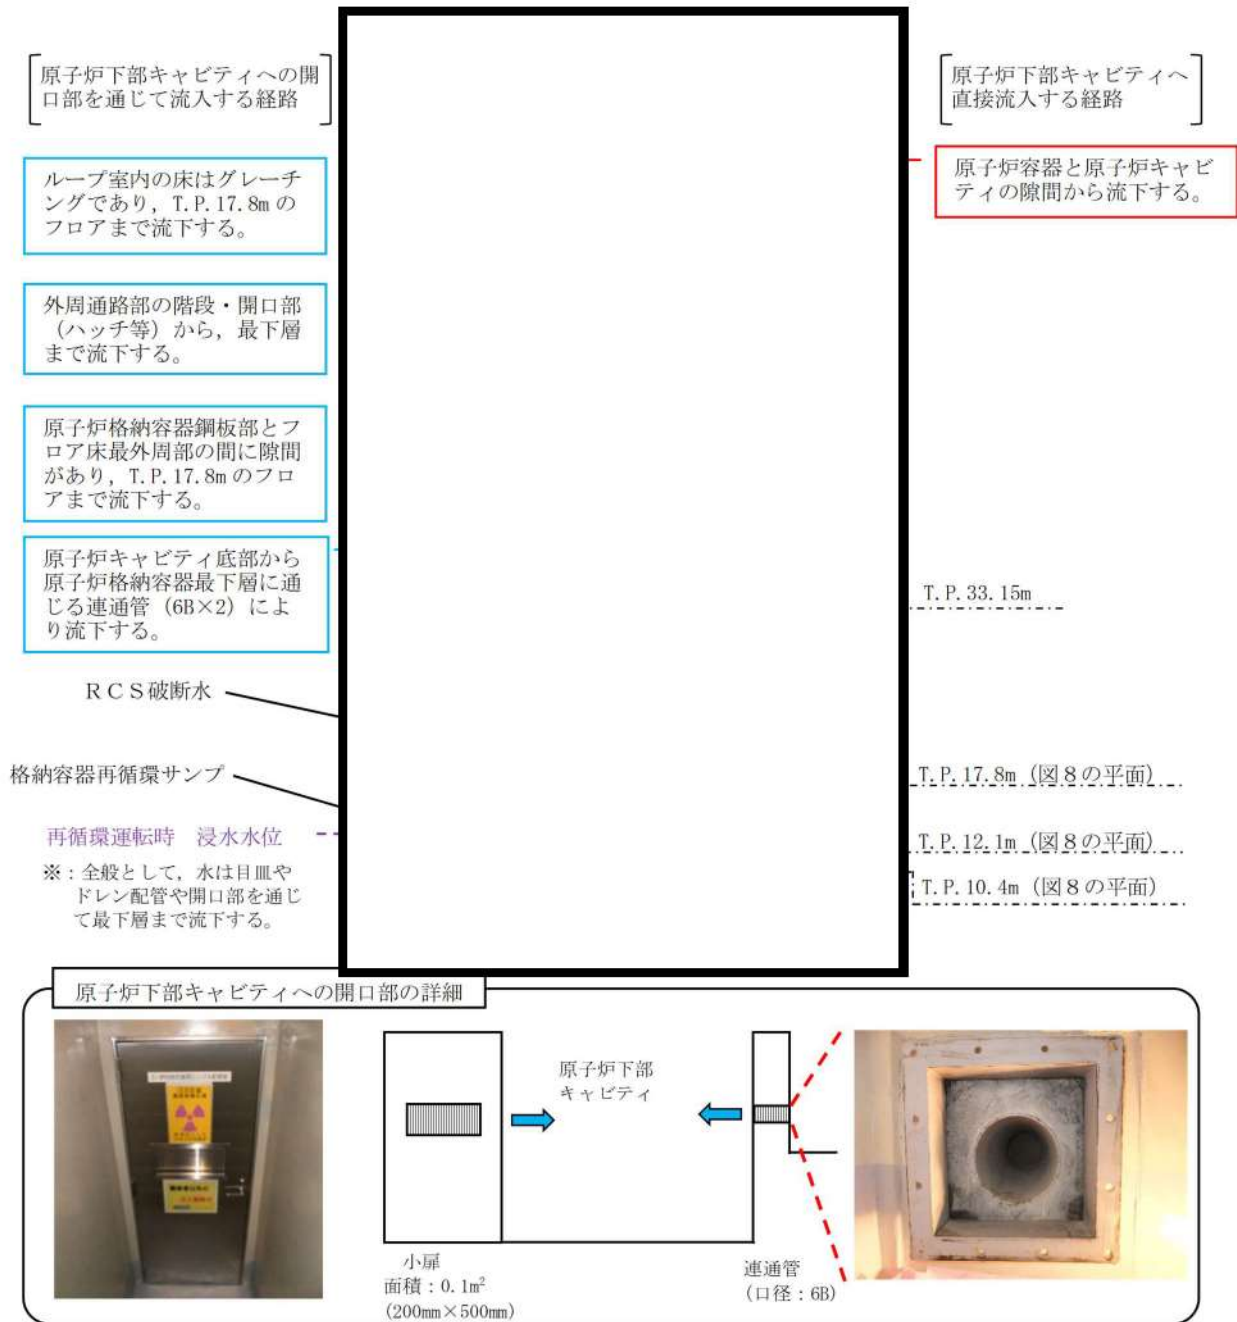 原子炉下部キャビティへの開
口部を通じて流入する経路
ループ室内の床はグレーチ
ングであり，T.P.17.8mの
フロアまで流下する。
外周通路部の階段・開口部
（ハッチ等）から，最下層
まで流下する。
原子炉格納容器鋼板部とフ
ロア床最外周部の間に隙間
があり，T.P.17.8mのフロ
アまで流下する。
原子炉キャビティ底部から
原子炉格納容器最下層に通
じる連通管（6B×2）によ
り流下する。
ＲＣＳ破断水
格納容器再循環サンプ
再循環運転時　浸水水位
※：全般として，水は目皿や
ドレン配管や開口部を通じ
て最下層まで流下する。
原子炉下部キャビティへ
直接流入する経路
原子炉容器と原子炉キャビ
ティの隙間から流下する。
T.P.33.15m
T.P.17.8m（図８の平面）
T.P.12.1m（図８の平面）
T.P.10.4m（図８の平面）
原子炉下部キャビティへの開口部の詳細
原子炉下部
キャビティ
小扉
面積：0.1m²
(200mm×500mm)
連通管
（口径：6B）